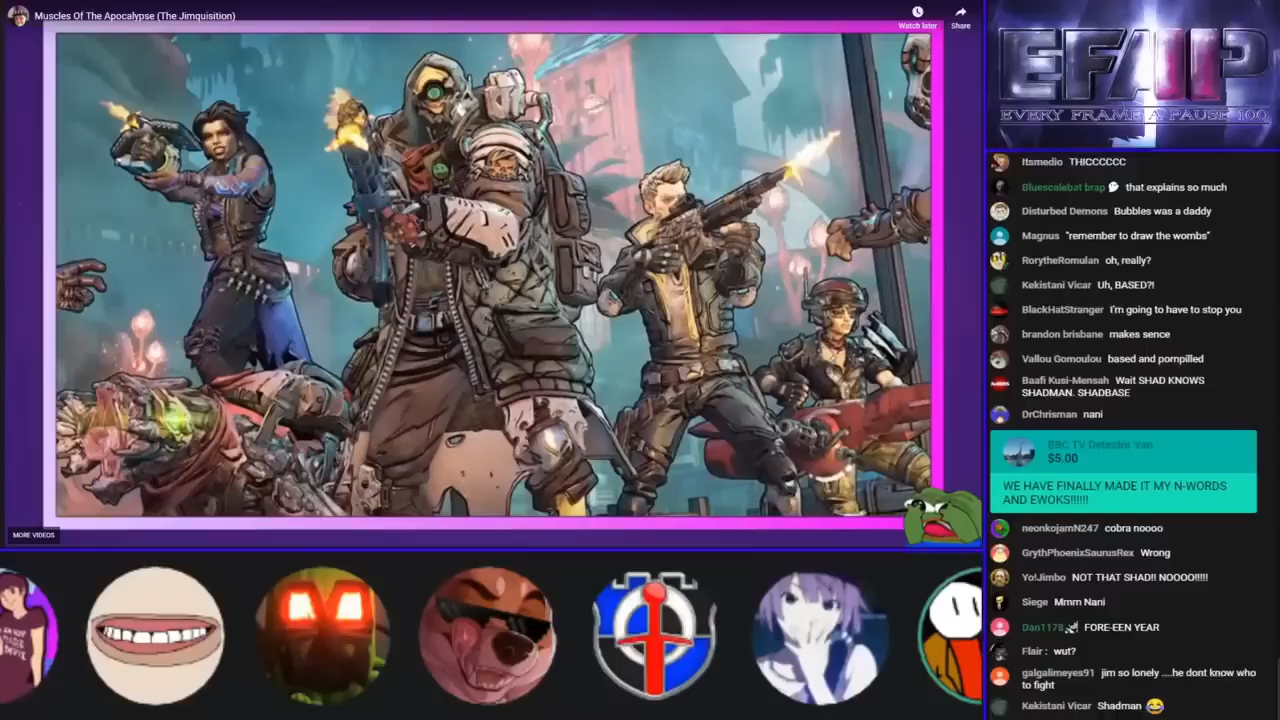 Muscles Of The Apocalypse (The Jimquisition)
Watch later
Share
MORE VIDEOS
EFAP
EVERY FRAME A PAUSE 100
Itsmedio THICCCCCC
Bluescalebat brap that explains so much
Disturbed Demons Bubbles was a daddy
Magnus "remember to draw the wombs"
RorytheRomulan oh, really?
Kekistani Vicar Uh, BASED?!
BlackHatStranger I'm going to have to stop you
brandon brisbane makes sence
Vallou Gomoulou based and pornpilled
Baafi Kusi-Mensah Wait SHAD KNOWS
SHADMAN. SHADBASE
DrChrisman nani
BBC TV Detector Van
$5.00
WE HAVE FINALLY MADE IT MY N-WORDS
AND EWOKS!!!!!!
neonkojamN247 cobra noooo
GrythPhoenixSaurusRex Wrong
Yo!Jimbo NOT THAT SHAD!! NOOOO!!!!!
Siege Mmm Nani
Dan1178 FORE-EEN YEAR
Flair : wut?
galgalimeyes91 jim so lonely ....he dont know who
to fight
Kekistani Vicar Shadman